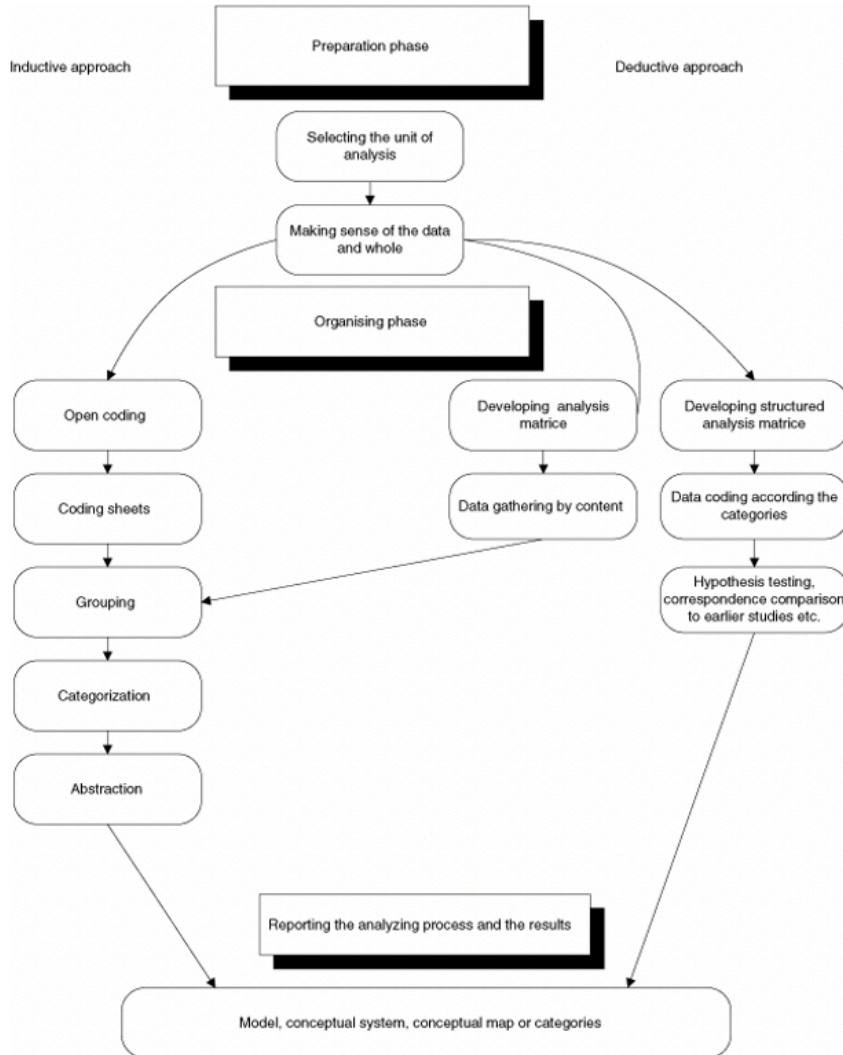 Preparation phase
Inductive approach
Deductive approach
Selecting the unit of
analysis
Making sense of the data
and whole
Organising phase
Open coding
Developing analysis
matrice
Developing structured
analysis matrice
Coding sheets
Data gathering by content
Data coding according the
categories
Grouping
Hypothesis testing,
correspondence comparison
to earlier studies etc.
Categorization
Abstraction
Reporting the analyzing process and the results
Model, conceptual system, conceptual map or categories